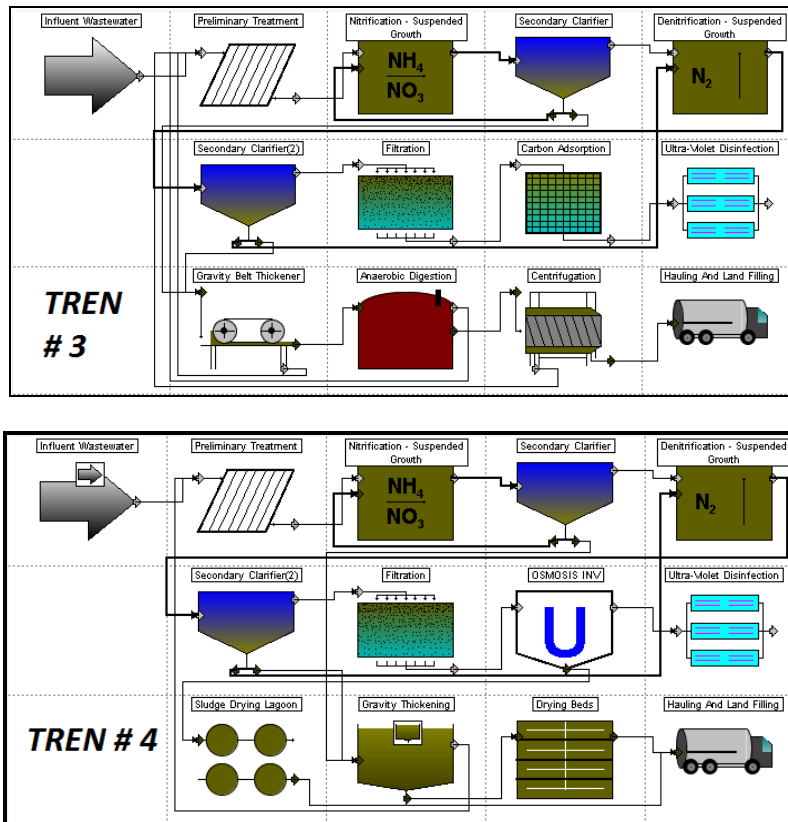 Influent Wastewater
Preliminary Treatment
Nitrification - Suspended
Growth
Secondary Clarifier
Denitrification - Suspended
Growth
NH4
NO3
N2
Secondary Clarifier(2)
Filtration
Carbon Adsorption
Ultra-Violet Disinfection
Gravity Belt Thickener
Anaerobic Digestion
Centrifugation
Hauling And Land Filling
TREN
# 3
Influent Wastewater
Preliminary Treatment
Nitrification - Suspended
Growth
Secondary Clarifier
Denitrification - Suspended
Growth
NH4
NO3
N2
Secondary Clarifier(2)
Filtration
OSMOSIS INV
Ultra-Violet Disinfection
U
Sludge Drying Lagoon
Gravity Thickening
Drying Beds
Hauling And Land Filling
TREN # 4